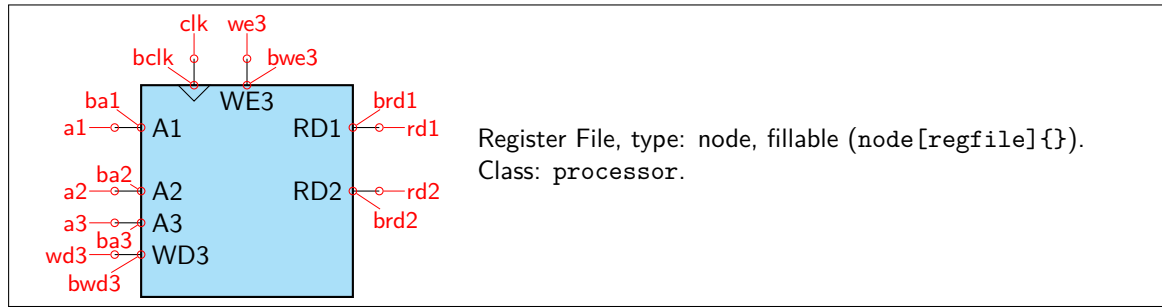 clk we3
bclk bwe3
WE3
ba1 brd1
a1 A1 RD1 rd1
ba2
a2 A2 RD2 rd2
a3 A3 brd2
ba3
wd3 WD3
bwd3
Register File, type: node, fillable (node[regfile]{}).
Class: processor.